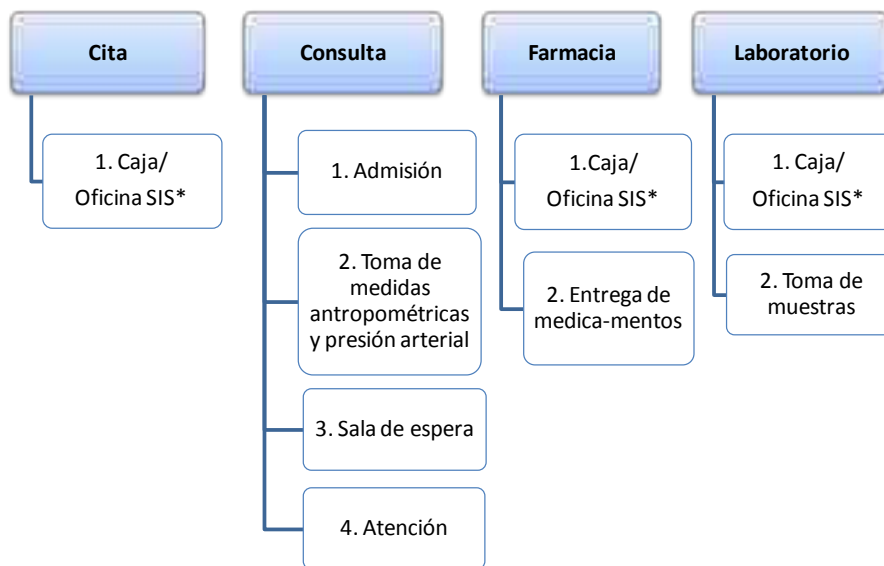 Cita
1. Caja/
Oficina SIS*
Consulta
1. Admisión
2. Toma de
medidas
antropométricas
y presión arterial
3. Sala de espera
4. Atención
Farmacia
1.Caja/
Oficina SIS*
2. Entrega de
medica-mentos
Laboratorio
1. Caja/
Oficina SIS*
2. Toma de
muestras